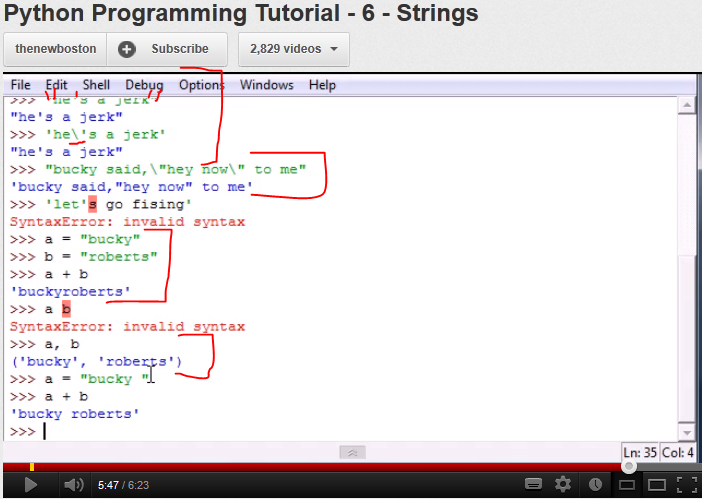 Python Programming Tutorial - 6 - Strings
thenewboston Subscribe 2,829 videos
File Edit Shell Debug Options Windows Help
>>> "he's a jerk"
"he's a jerk"
>>> 'he\'s a jerk'
"he's a jerk"
>>> "bucky said,\"hey now\" to me"
'bucky said,"hey now" to me'
>>> 'let's go fising'
SyntaxError: invalid syntax
>>> a = "bucky"
>>> b = "roberts"
>>> a + b
'buckyroberts'
>>> a b
SyntaxError: invalid syntax
>>> a, b
('bucky', 'roberts')
>>> a = "bucky "
>>> a + b
'bucky roberts'
>>>
Ln: 35 Col: 4
5:47 / 6:23